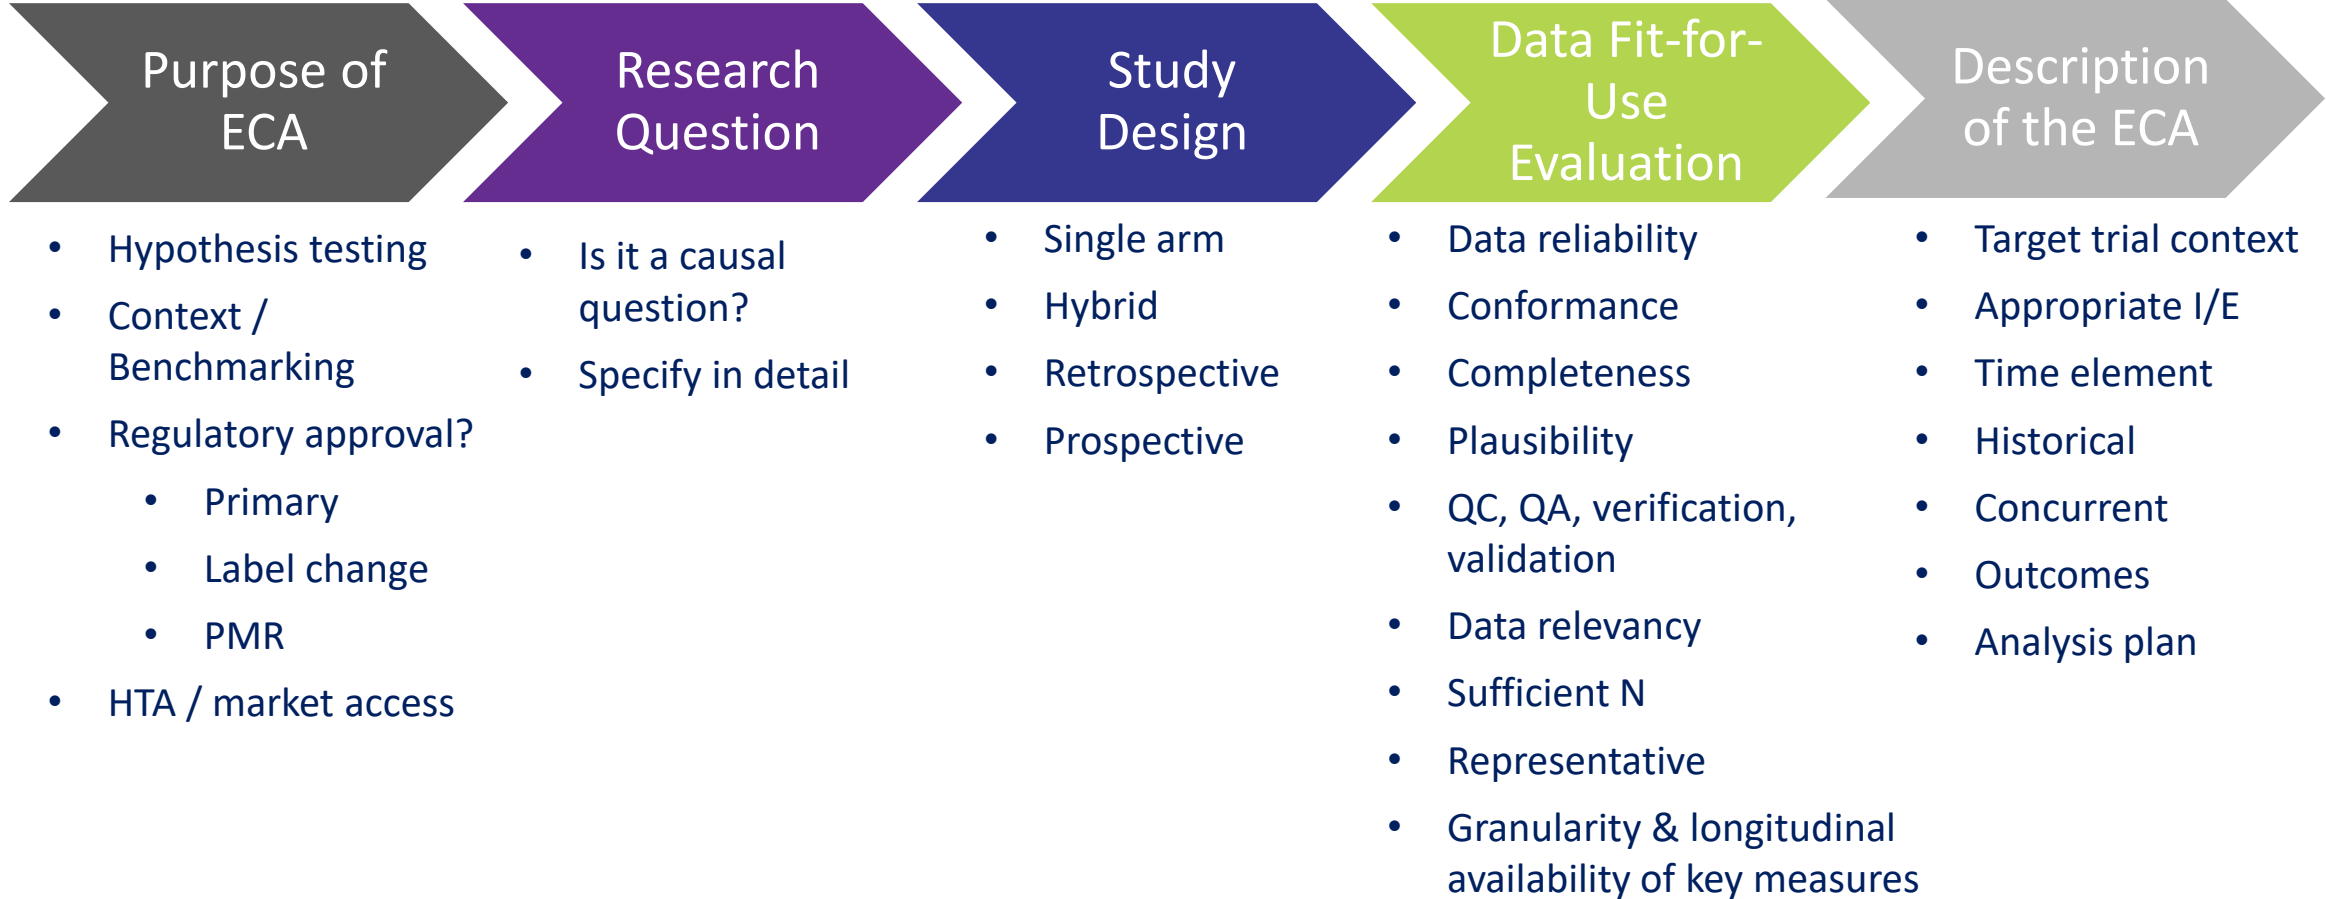 Purpose of
ECA
Research
Question
Study
Design
Data Fit-for-
Use
Evaluation
Description
of the ECA
• Hypothesis testing
• Context /
Benchmarking
• Regulatory approval?
• Primary
• Label change
• PMR
• HTA / market access
• Is it a causal
question?
• Specify in detail
• Single arm
• Hybrid
• Retrospective
• Prospective
• Data reliability
• Conformance
• Completeness
• Plausibility
• QC, QA, verification,
validation
• Data relevancy
• Sufficient N
• Representative
• Granularity & longitudinal
availability of key measures
• Target trial context
• Appropriate I/E
• Time element
• Historical
• Concurrent
• Outcomes
• Analysis plan